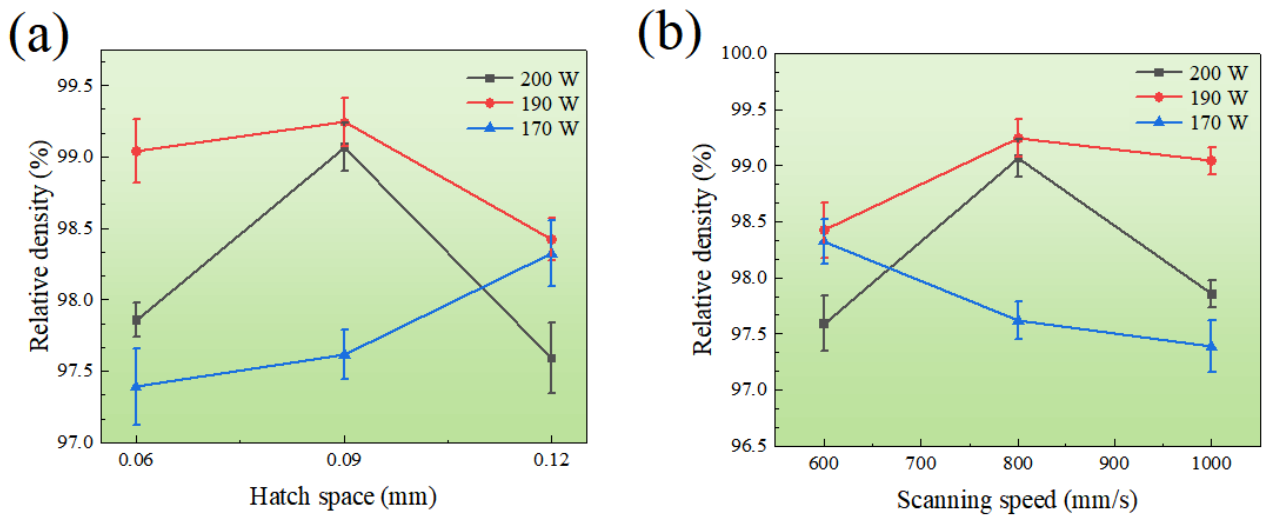 (a)
Relative density (%)
99.5
99.0
98.5
98.0
97.5
97.0
200 W
190 W
170 W
0.06
0.09
0.12
Hatch space (mm)
(b)
Relative density (%)
100.0
99.5
99.0
98.5
98.0
97.5
97.0
96.5
200 W
190 W
170 W
600
700
800
900
1000
Scanning speed (mm/s)